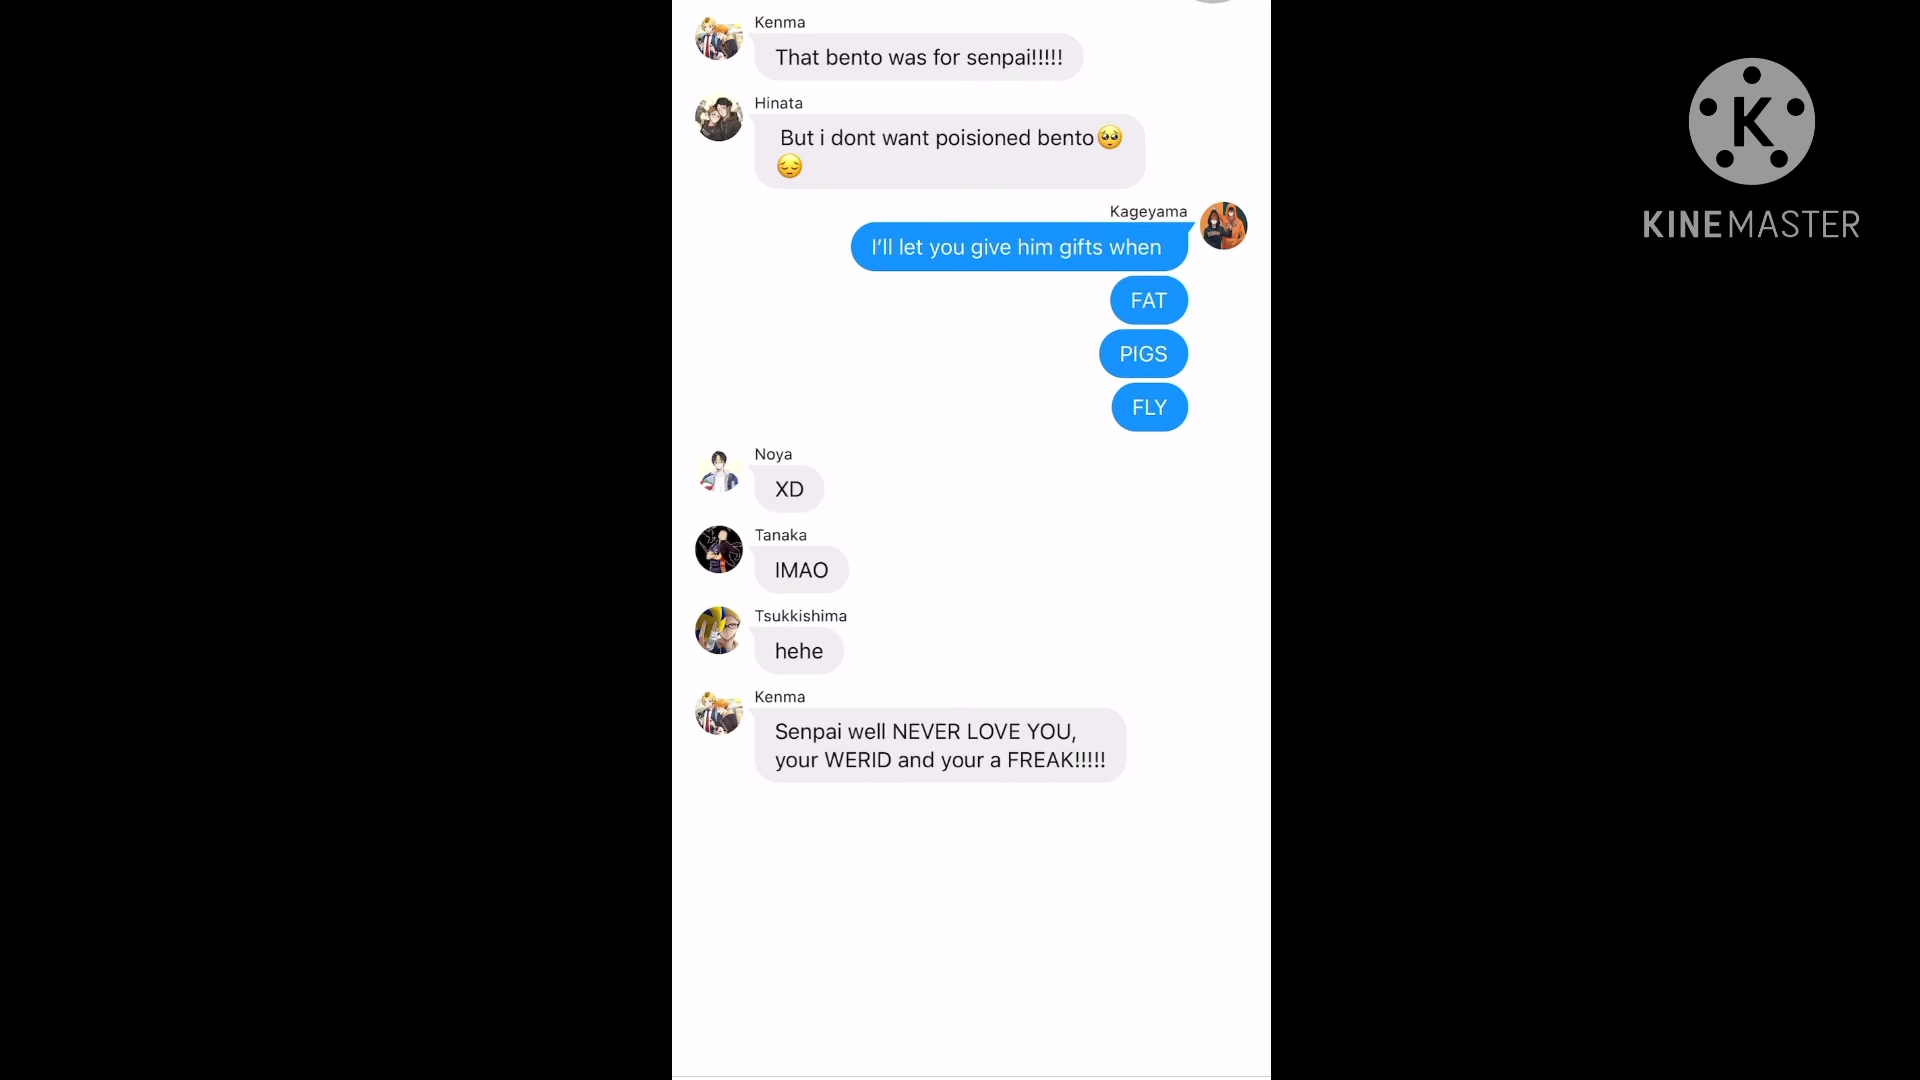 Kenma
That bento was for senpai!!!!!
Hinata
But i dont want poisioned bento🥺
😔
Kageyama
I’ll let you give him gifts when
FAT
PIGS
FLY
Noya
XD
Tanaka
lMAO
Tsukkishima
hehe
Kenma
Senpai well NEVER LOVE YOU,
your WERID and your a FREAK!!!!!
K
KINEMASTER